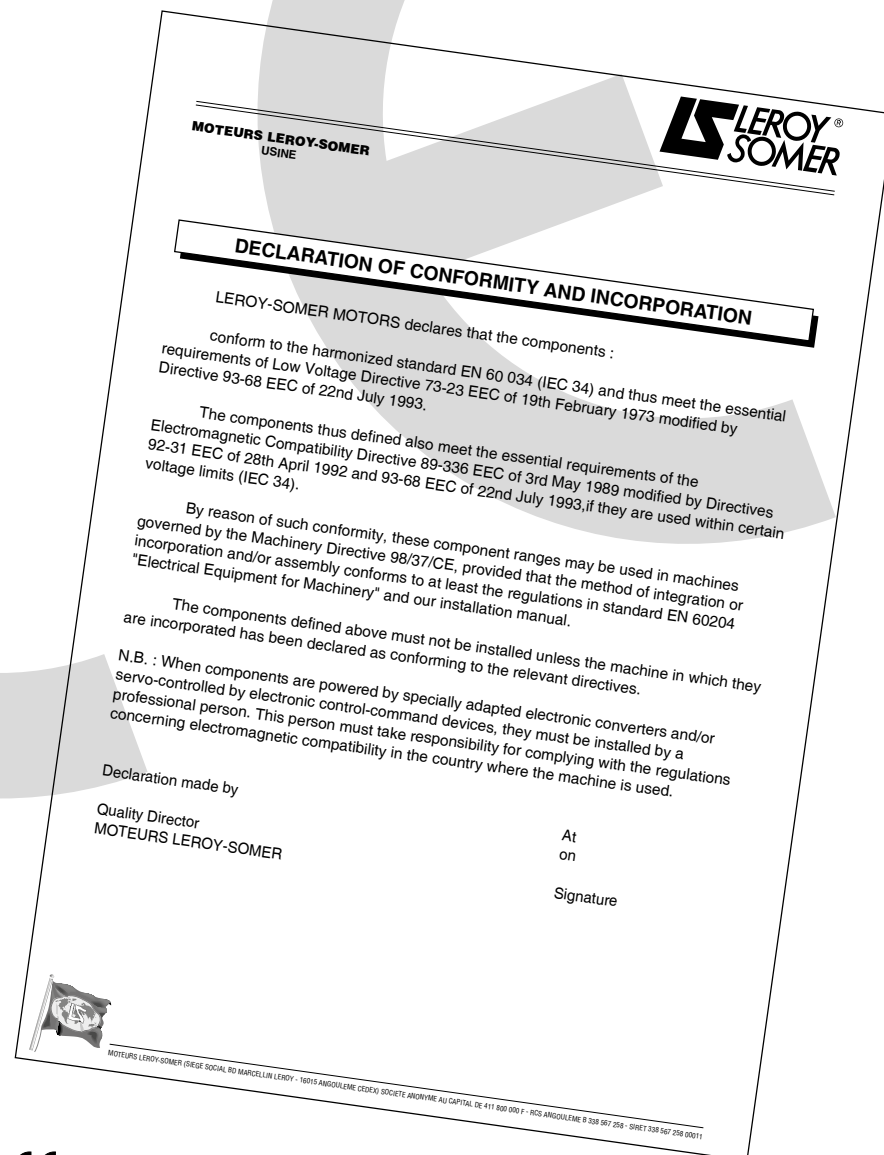 LEROY ®
SOMER
MOTEURS LEROY-SOMER
USINE
DECLARATION OF CONFORMITY AND INCORPORATION
LEROY-SOMER MOTORS declares that the components :
conform to the harmonized standard EN 60 034 (IEC 34) and thus meet the essential
requirements of Low Voltage Directive 73-23 EEC of 19th February 1973 modified by
Directive 93-68 EEC of 22nd July 1993.
The components thus defined also meet the essential requirements of the
Electromagnetic Compatibility Directive 89-336 EEC of 3rd May 1989 modified by Directives
92-31 EEC of 28th April 1992 and 93-68 EEC of 22nd July 1993,if they are used within certain
voltage limits (IEC 34).
By reason of such conformity, these component ranges may be used in machines
governed by the Machinery Directive 98/37/CE, provided that the method of integration or
incorporation and/or assembly conforms to at least the regulations in standard EN 60204
"Electrical Equipment for Machinery" and our installation manual.
The components defined above must not be installed unless the machine in which they
are incorporated has been declared as conforming to the relevant directives.
N.B. : When components are powered by specially adapted electronic converters and/or
servo-controlled by electronic control-command devices, they must be installed by a
professional person. This person must take responsibility for complying with the regulations
concerning electromagnetic compatibility in the country where the machine is used.
Declaration made by
Quality Director
MOTEURS LEROY-SOMER
At
on
Signature
MOTEURS LEROY-SOMER (SIEGE SOCIAL BD MARCELLIN LEROY - 16015 ANGOULEME CEDEX) SOCIETE ANONYME AU CAPITAL DE 411 800 000 F - RCS ANGOULEME B 338 567 258 - SIRET 338 567 258 00011